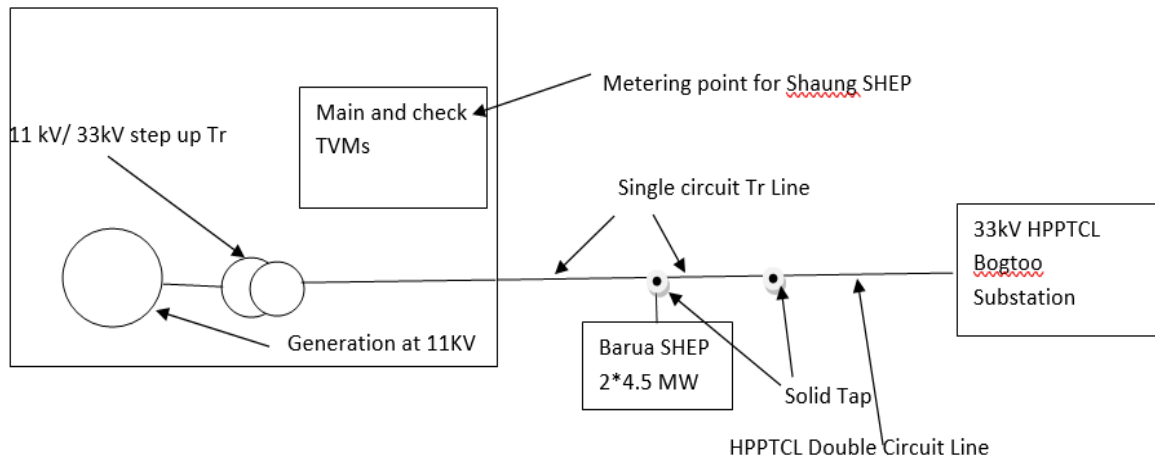 Metering point for Shaung SHEP
Main and check
TVMs
11 kV/ 33kV step up Tr
Single circuit Tr Line
33kV HPPTCL
Bogtoo
Substation
Generation at 11KV
Barua SHEP
2*4.5 MW
Solid Tap
HPPTCL Double Circuit Line